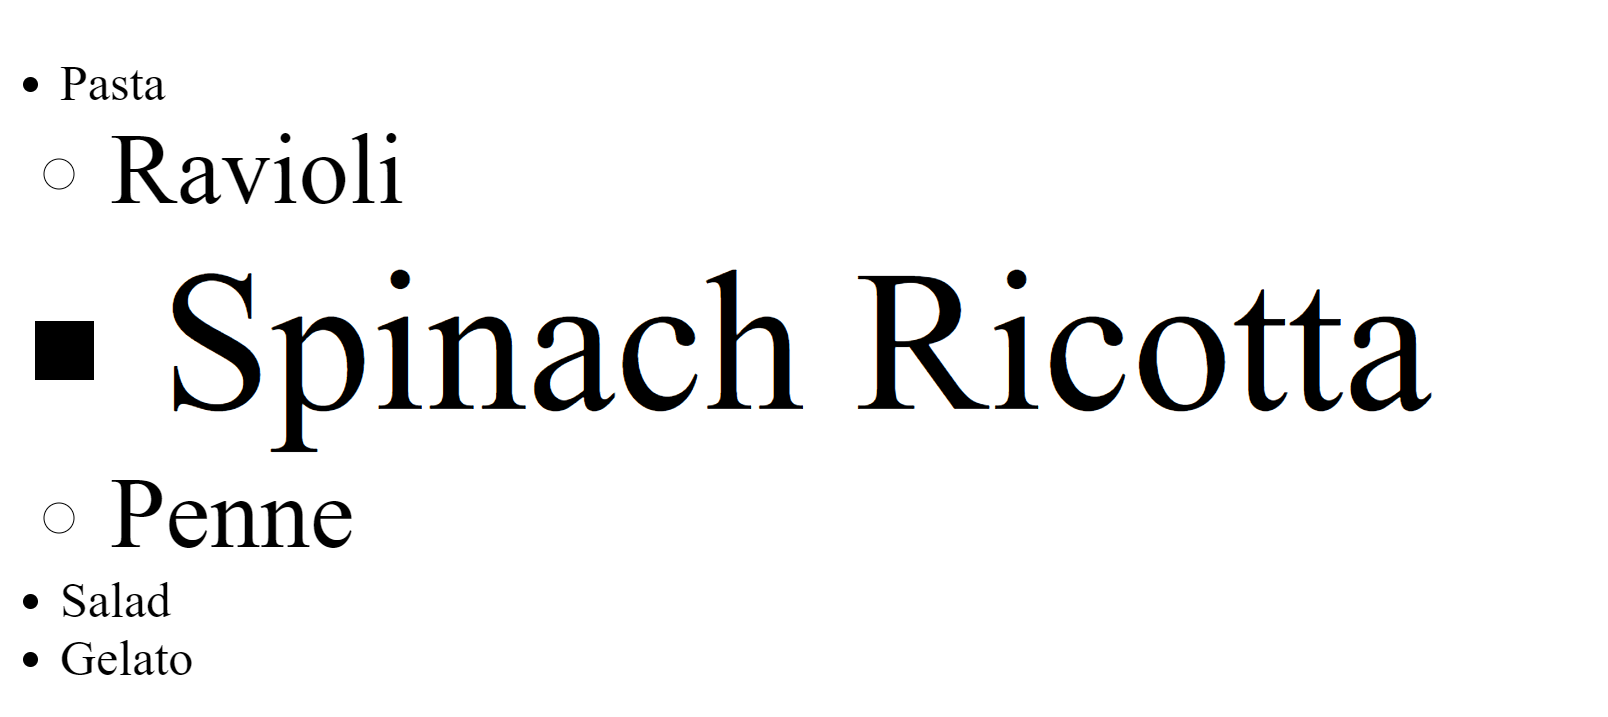 • Pasta
○ Ravioli
■ Spinach Ricotta
○ Penne
• Salad
• Gelato